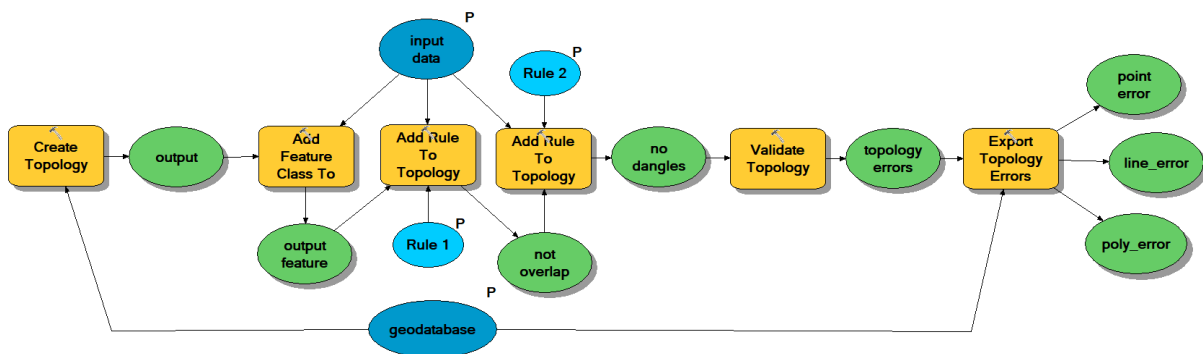 P
input
data
P
Rule 2
point
error
Create
Topology
output
Add
Feature
Class To
Add Rule
To
Topology
Add Rule
To
Topology
no
dangles
Validate
Topology
topology
errors
Export
Topology
Errors
line_error
output
feature
P
Rule 1
not
overlap
poly_error
P
geodatabase